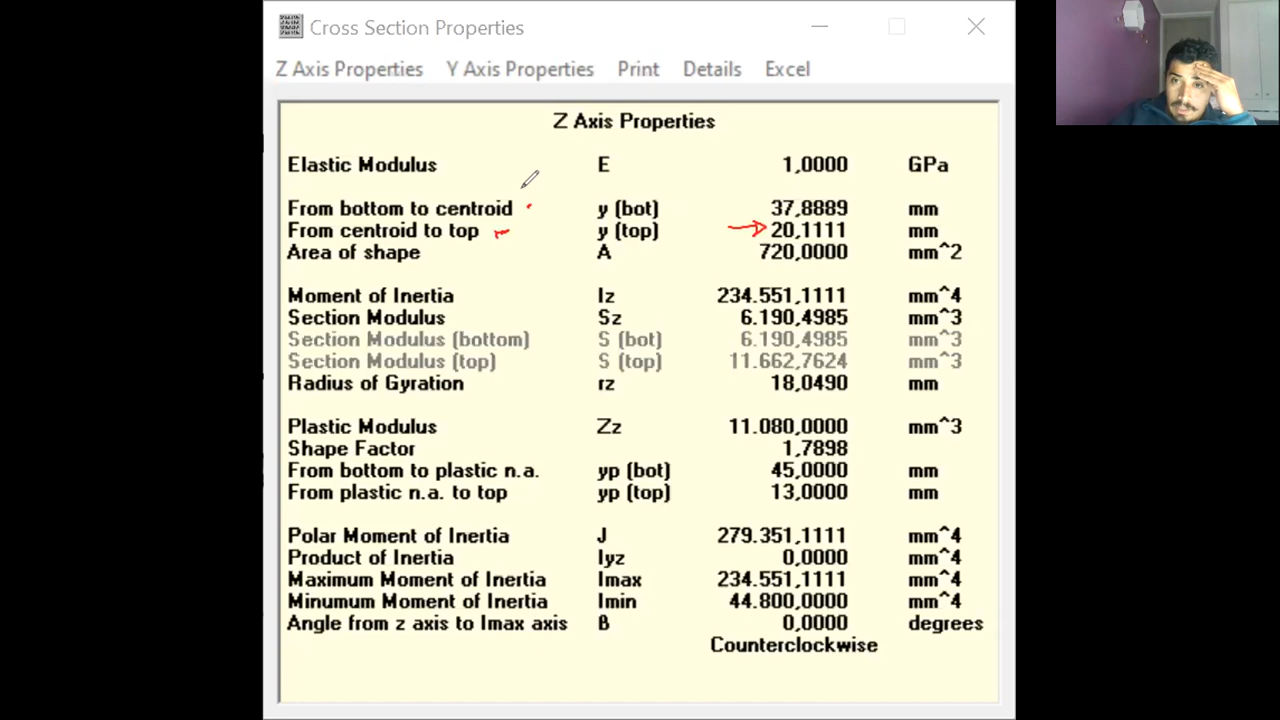 Cross Section Properties
Z Axis Properties Y Axis Properties Print Details Excel
Z Axis Properties
Elastic Modulus E 1,0000 GPa
From bottom to centroid y (bot) 37,8889 mm
From centroid to top y (top) 20,1111 mm
Area of shape A 720,0000 mm^2
Moment of Inertia Iz 234.551,1111 mm^4
Section Modulus Sz 6.190,4985 mm^3
Section Modulus (bottom) S (bot) 6.190,4985 mm^3
Section Modulus (top) S (top) 11.662,7624 mm^3
Radius of Gyration rz 18,0490 mm
Plastic Modulus Zz 11.080,0000 mm^3
Shape Factor 1,7898
From bottom to plastic n.a. yp (bot) 45,0000 mm
From plastic n.a. to top yp (top) 13,0000 mm
Polar Moment of Inertia J 279.351,1111 mm^4
Product of Inertia Iyz 0,0000 mm^4
Maximum Moment of Inertia Imax 234.551,1111 mm^4
Minumum Moment of Inertia Imin 44.800,0000 mm^4
Angle from z axis to Imax axis ß 0,0000 degrees
Counterclockwise